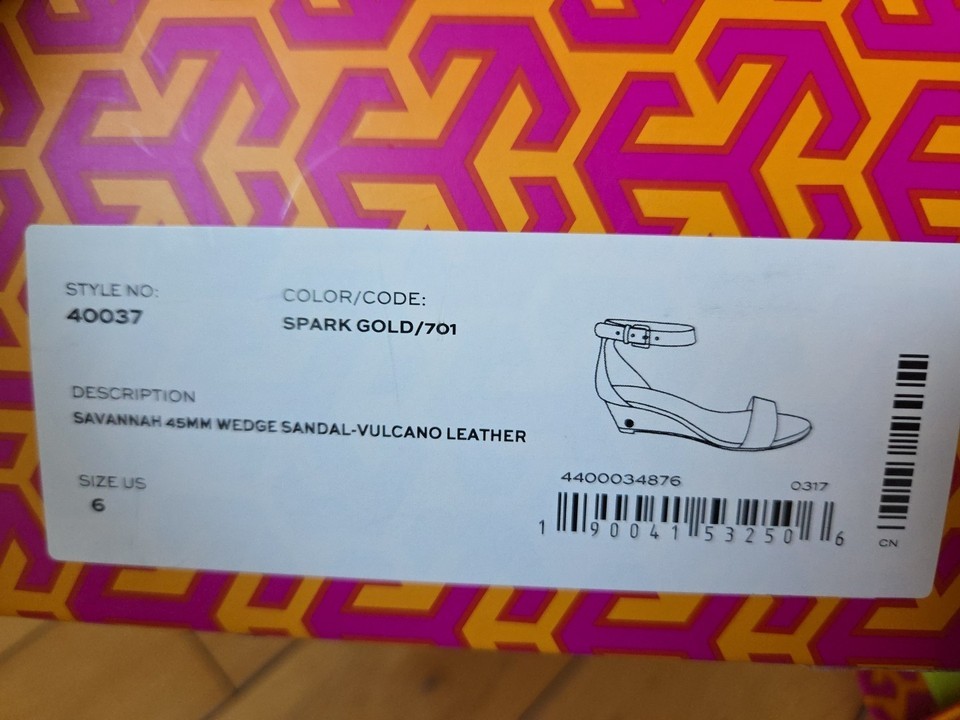 STYLE NO:
40037
COLOR/CODE:
SPARK GOLD/701
DESCRIPTION
SAVANNAH 45MM WEDGE SANDAL-VULCANO LEATHER
SIZE US
6
4400034876 0317
1 90041 53250 6
CN